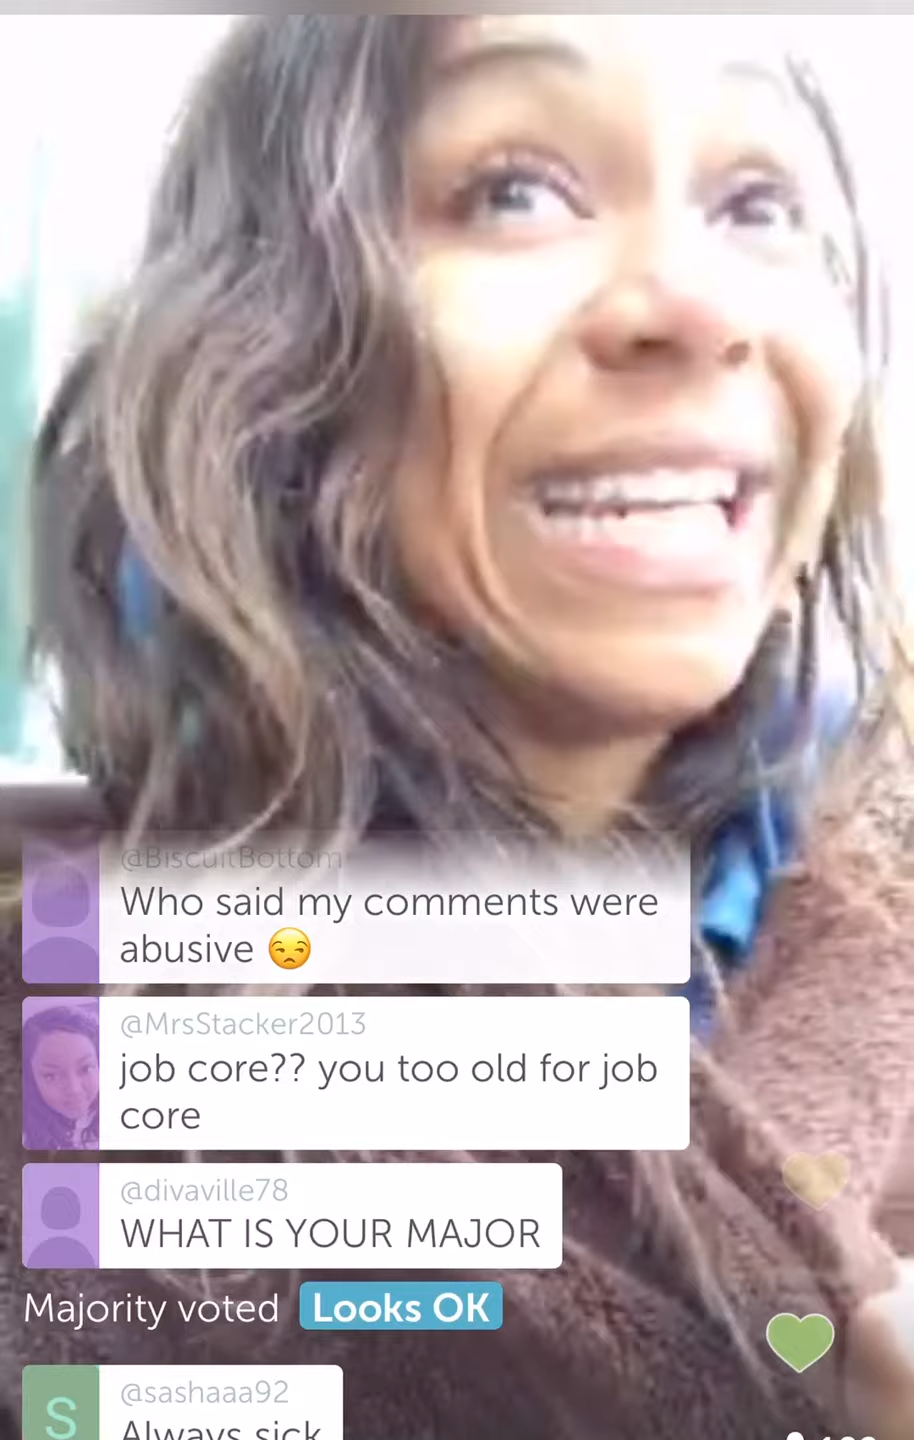 @BiscuitBottom
Who said my comments were
abusive 😒
@MrsStacker2013
job core?? you too old for job
core
@divaville78
WHAT IS YOUR MAJOR
Majority voted Looks OK
S
@sashaaa92
Always sick